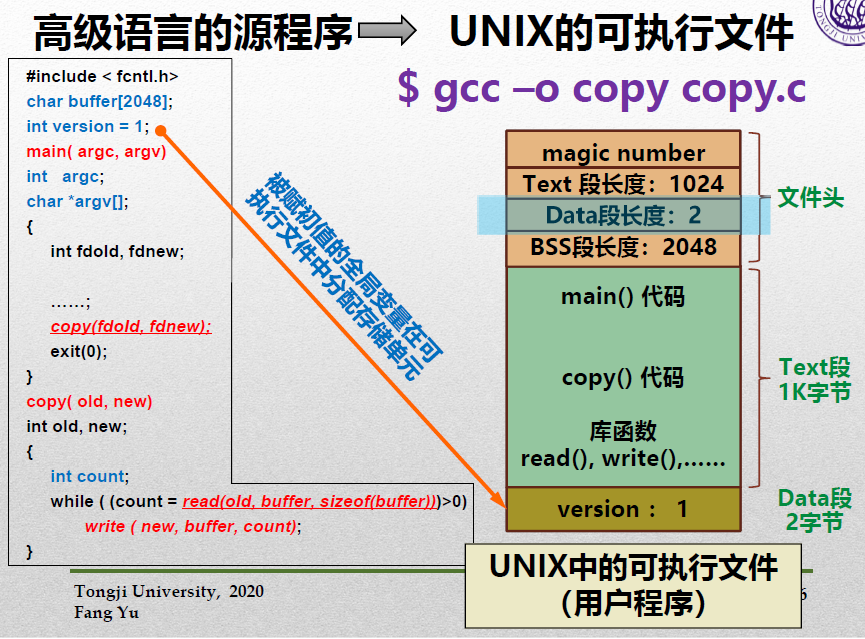 高级语言的源程序
UNIX的可执行文件
$ gcc –o copy copy.c
#include < fcntl.h>
char buffer[2048];
int version = 1;
main( argc, argv)
int argc;
char *argv[];
{
int fdold, fdnew;
……;
copy(fdold, fdnew);
exit(0);
}
copy( old, new)
int old, new;
{
int count;
while ( (count = read(old, buffer, sizeof(buffer)))>0)
write ( new, buffer, count);
}
被赋初值的全局变量在可
执行文件中分配存储单元
magic number
Text 段长度：1024
Data段长度：2
BSS段长度：2048
文件头
main() 代码
copy() 代码
库函数
read(), write(),……
Text段
1K字节
version ： 1
Data段
2字节
UNIX中的可执行文件
（用户程序）
Tongji University, 2020
Fang Yu
6